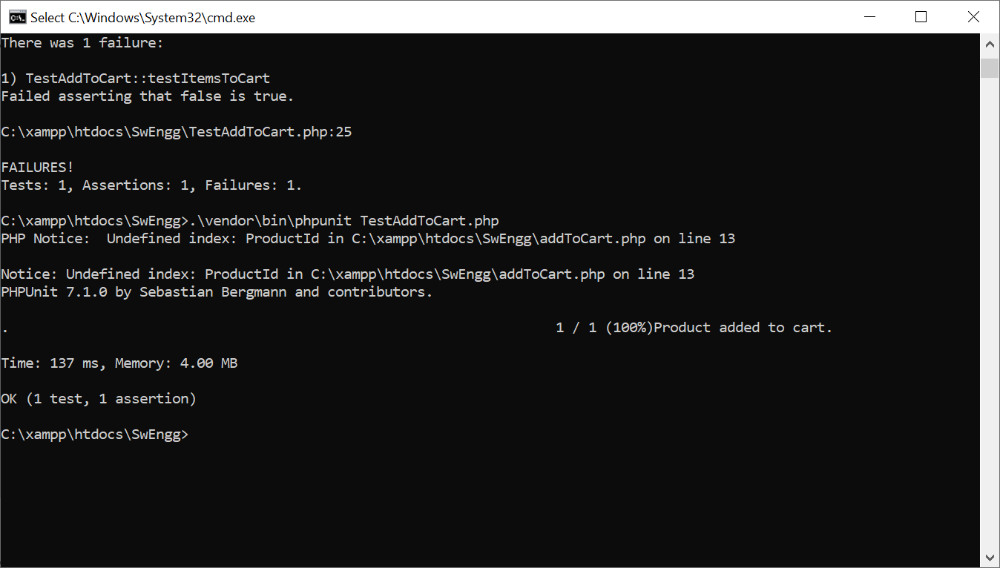 Select C:\Windows\System32\cmd.exe
There was 1 failure:
1) TestAddToCart::testItemsToCart
Failed asserting that false is true.
C:\xampp\htdocs\SwEngg\TestAddToCart.php:25
FAILURES!
Tests: 1, Assertions: 1, Failures: 1.
C:\xampp\htdocs\SwEngg>.\vendor\bin\phpunit TestAddToCart.php
PHP Notice:  Undefined index: ProductId in C:\xampp\htdocs\SwEngg\addToCart.php on line 13
Notice: Undefined index: ProductId in C:\xampp\htdocs\SwEngg\addToCart.php on line 13
PHPUnit 7.1.0 by Sebastian Bergmann and contributors.
.                                                                   1 / 1 (100%)Product added to cart.
Time: 137 ms, Memory: 4.00 MB
OK (1 test, 1 assertion)
C:\xampp\htdocs\SwEngg>